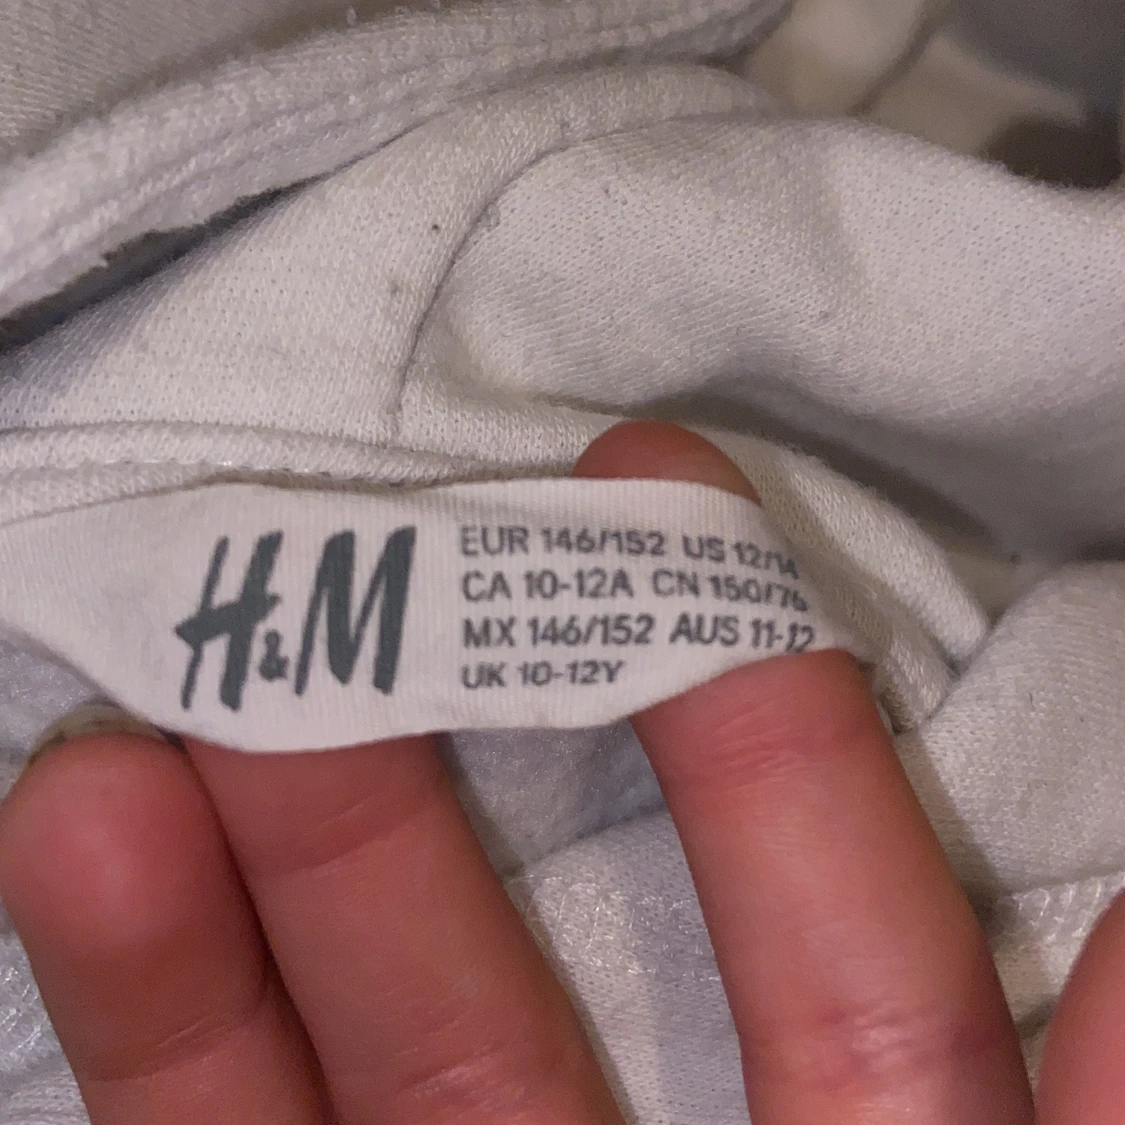 H&M
EUR 146/152 US 12/14
CA 10-12A CN 150/76
MX 146/152 AUS 11-12
UK 10-12Y